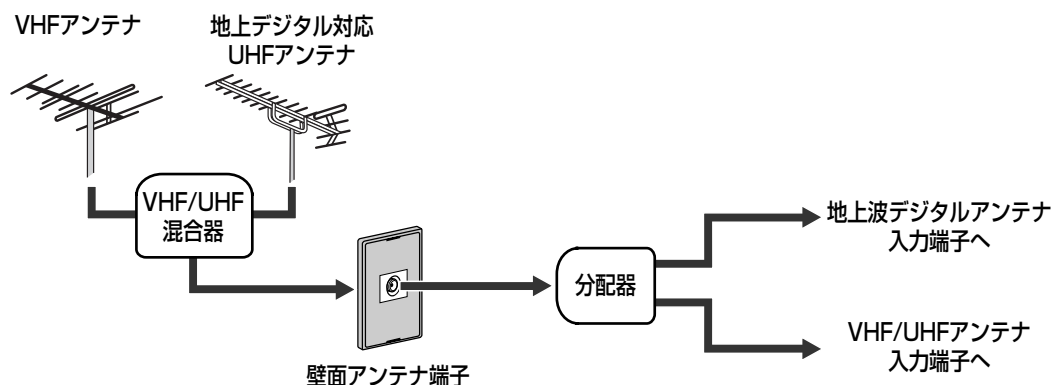 VHFアンテナ
地上デジタル対応
UHFアンテナ
VHF/UHF
混合器
壁面アンテナ端子
分配器
地上波デジタルアンテナ
入力端子へ
VHF/UHFアンテナ
入力端子へ